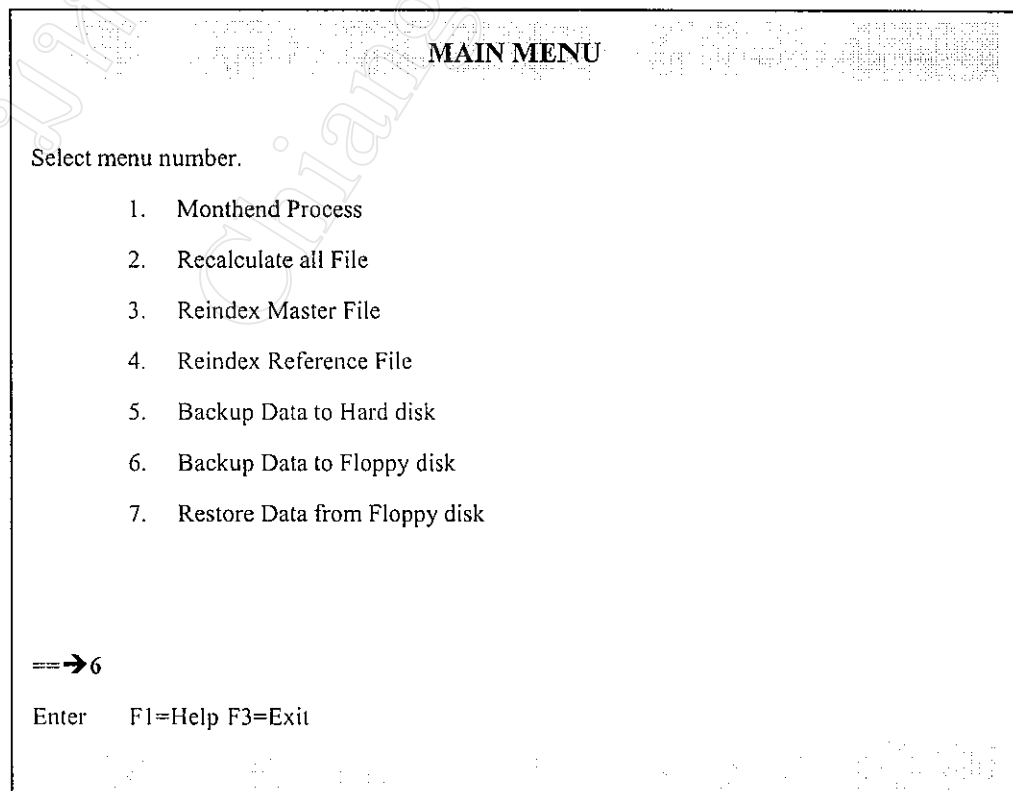 MAIN MENU
Select menu number.
1. Monthend Process
2. Recalculate all File
3. Reindex Master File
4. Reindex Reference File
5. Backup Data to Hard disk
6. Backup Data to Floppy disk
7. Restore Data from Floppy disk
==➔6
Enter F1=Help F3=Exit
Chiang